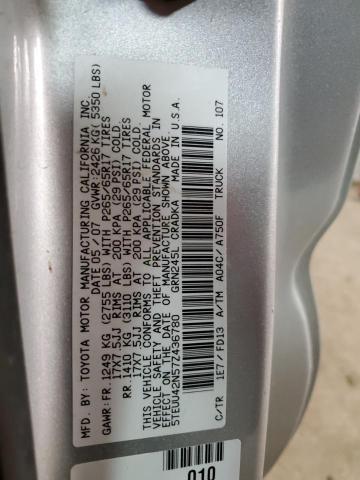 MFD BY: TOYOTA MOTOR MANUFACTURING CALIFORNIA INC.
DATE 05/07 GVWR:2426 KG( 5350 LBS)
GAWR:FR.1249 KG (2755 LBS) WITH P265/65R17 TIRES
17X7.5JJ RIMS AT 200 KPA (29 PSI) COLD.
RR.1407 KG (3100 LBS) WITH P265/65R17 TIRES
17X7.5JJ RIMS AT 200 KPA (29 PSI) COLD.
THIS VEHICLE CONFORMS TO ALL APPLICABLE FEDERAL MOTOR
VEHICLE SAFETY AND THEFT PREVENTION STANDARDS IN
EFFECT ON THE DATE OF MANUFACTURE SHOWN ABOVE.
5TEUU42N57Z436780 GRN245L CRADKA MADE IN U.S.A.
C/TR 1E7/FD13 A/TM A04C/A750F TRUCK NO. 107
010